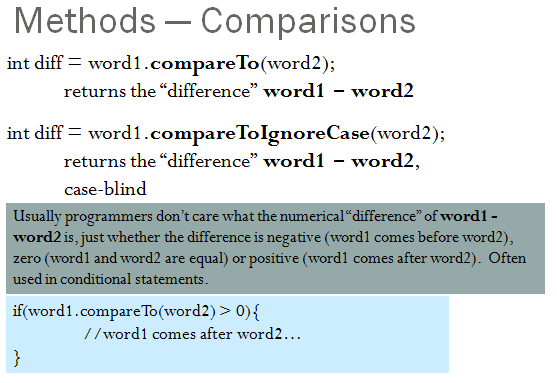 Methods — Comparisons
int diff = word1.compareTo(word2);
returns the “difference” word1 − word2
int diff = word1.compareToIgnoreCase(word2);
returns the “difference” word1 − word2,
case-blind
Usually programmers don’t care what the numerical “difference” of word1 -
word2 is, just whether the difference is negative (word1 comes before word2),
zero (word1 and word2 are equal) or positive (word1 comes after word2).  Often
used in conditional statements.
if(word1.compareTo(word2) > 0){
//word1 comes after word2…
}